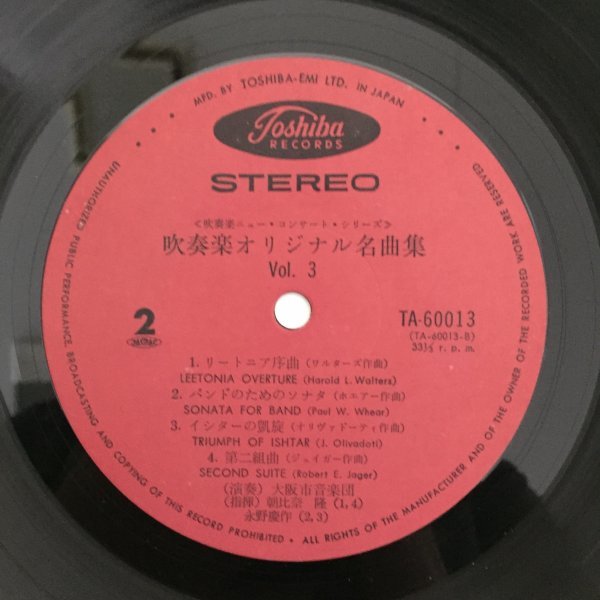 MFD. BY TOSHIBA-EMI LTD. IN JAPAN
Toshiba
RECORDS
STEREO
≪吹奏楽ニュー・コンサート・シリーズ≫
吹奏楽オリジナル名曲集
Vol. 3
2
TA-60013
(TA-60013-B)
33⅓ r. p. m.
1. リートニア序曲 (ワルターズ作曲)
LEETONIA OVERTURE (Harold L. Walters)
2. バンドのためのソナタ (ホエアー作曲)
SONATA FOR BAND (Paul W. Whear)
3. イシターの凱旋 (オリヴァドーティ作曲)
TRIUMPH OF ISHTAR (J. Olivadoti)
4. 第二組曲 (ジェイガー作曲)
SECOND SUITE (Robert E. Jager)
(演奏) 大阪市音楽団
(指揮) 朝比奈 隆 (1, 4)
永野慶作 (2, 3)
UNAUTHORIZED PUBLIC PERFORMANCE, BROADCASTING AND COPYING OF THIS RECORD PROHIBITED • ALL RIGHTS OF THE MANUFACTURER AND OF THE OWNER OF THE RECORDED WORK ARE RESERVED